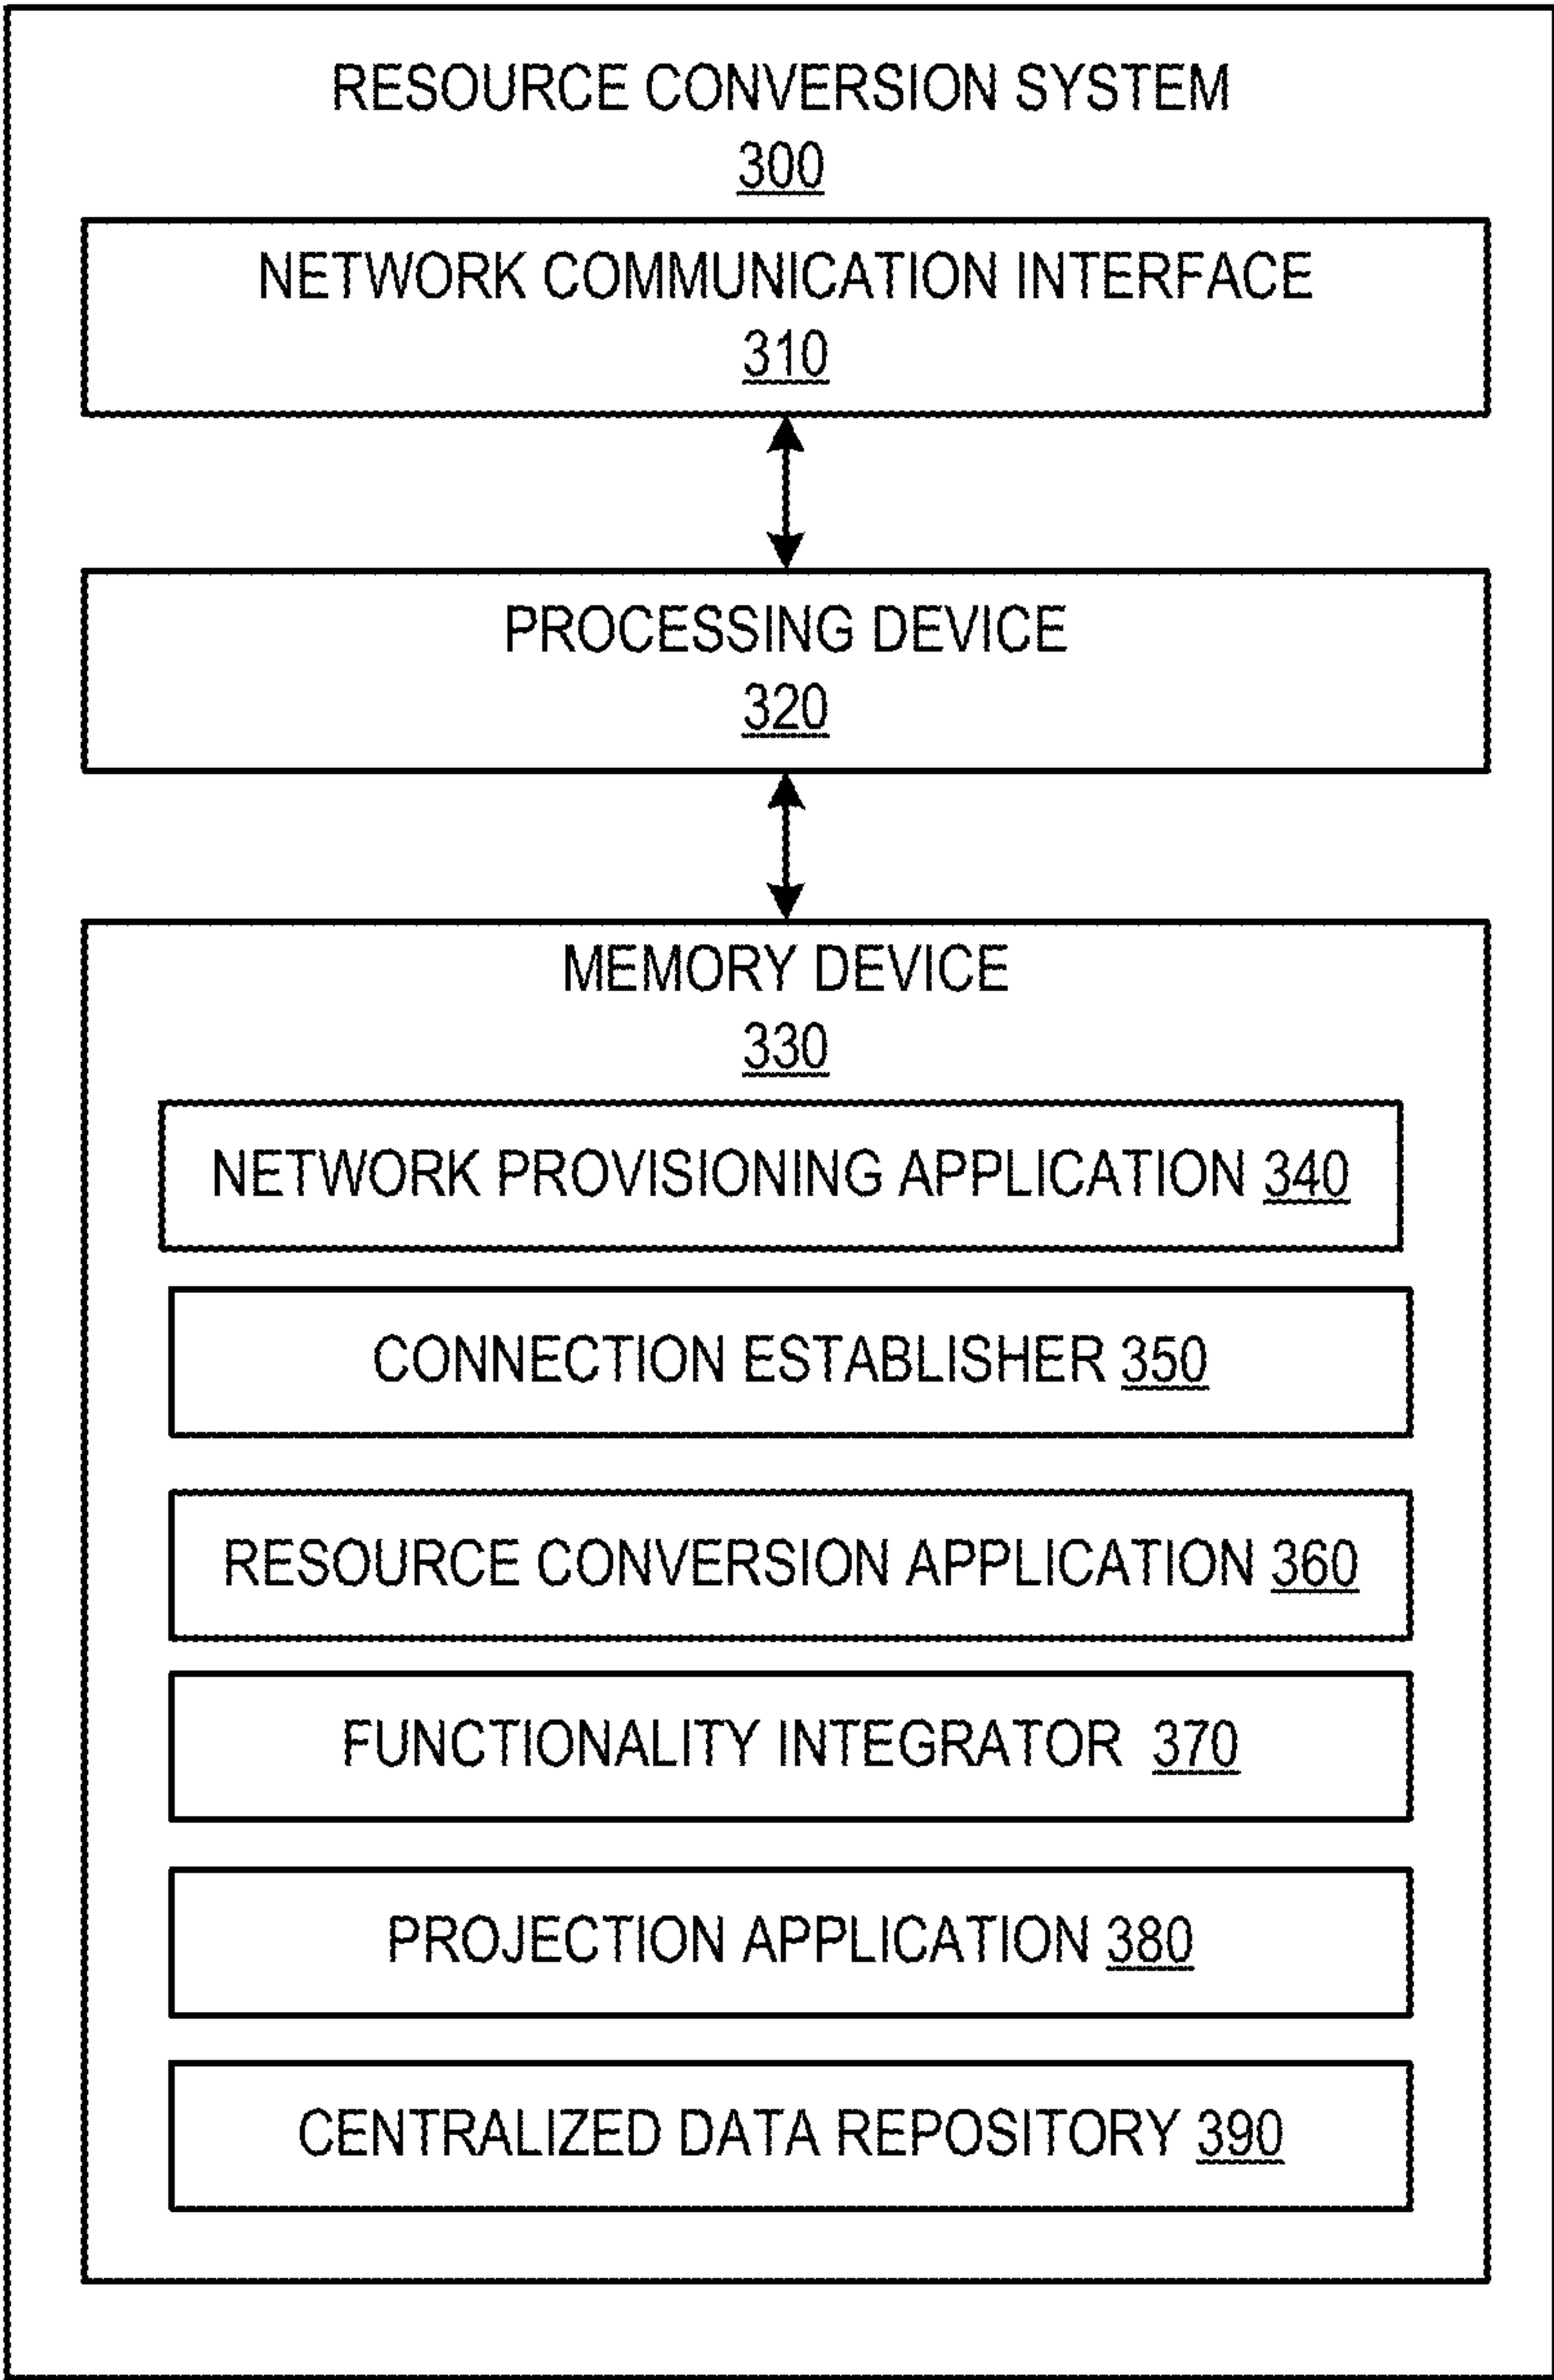 RESOURCE CONVERSION SYSTEM
300
NETWORK COMMUNICATION INTERFACE
310
PROCESSING DEVICE
320
MEMORY DEVICE
330
NETWORK PROVISIONING APPLICATION 340
CONNECTION ESTABLISHER 350
RESOURCE CONVERSION APPLICATION 360
FUNCTIONALITY INTEGRATOR 370
PROJECTION APPLICATION 380
CENTRALIZED DATA REPOSITORY 390